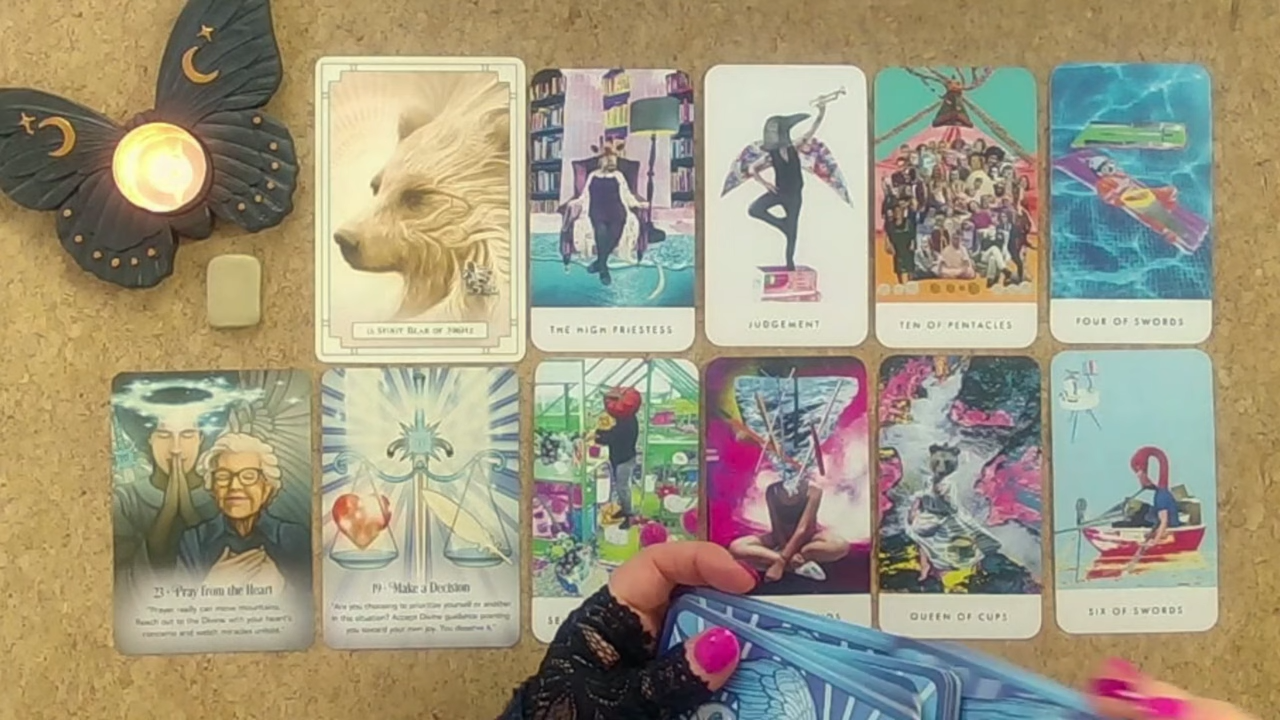 THE HIGH PRIESTESS
JUDGEMENT
TEN OF PENTACLES
FOUR OF SWORDS
SPIRIT BEAR OF
23 - Pray from the Heart
"Prayer really can move mountains.
Reach out to the Divine with your heart's
concerns and watch miracles unfold."
19 - Make a Decision
"Are you choosing to prioritize yourself or another
in this situation? Accept Divine guidance pointing
you toward your own joy. You deserve it."
QUEEN OF CUPS
SIX OF SWORDS